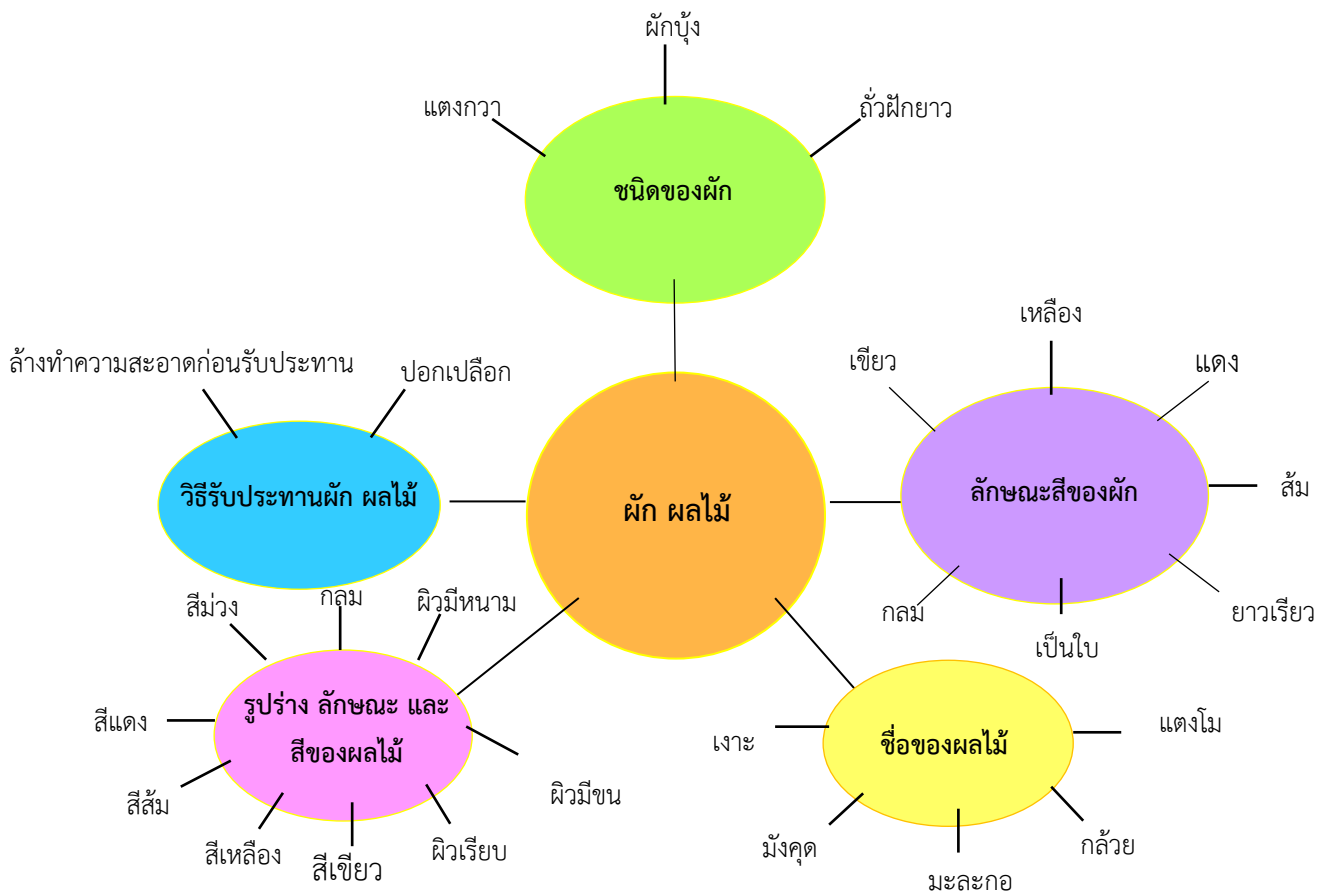 ผักบุ้ง
แตงกวา
ถั่วฝักยาว
ชนิดของผัก
เหลือง
เขียว
แดง
ล้างทำความสะอาดก่อนรับประทาน
ปอกเปลือก
วิธีรับประทานผัก ผลไม้
ผัก ผลไม้
ลักษณะสีของผัก
ส้ม
กลม
เป็นใบ
ยาวเรียว
สีม่วง
กลม
ผิวมีหนาม
สีแดง
รูปร่าง ลักษณะ และ
สีของผลไม้
สีส้ม
สีเหลือง
สีเขียว
ผิวเรียบ
ผิวมีขน
เงาะ
ชื่อของผลไม้
แตงโม
มังคุด
มะละกอ
กล้วย